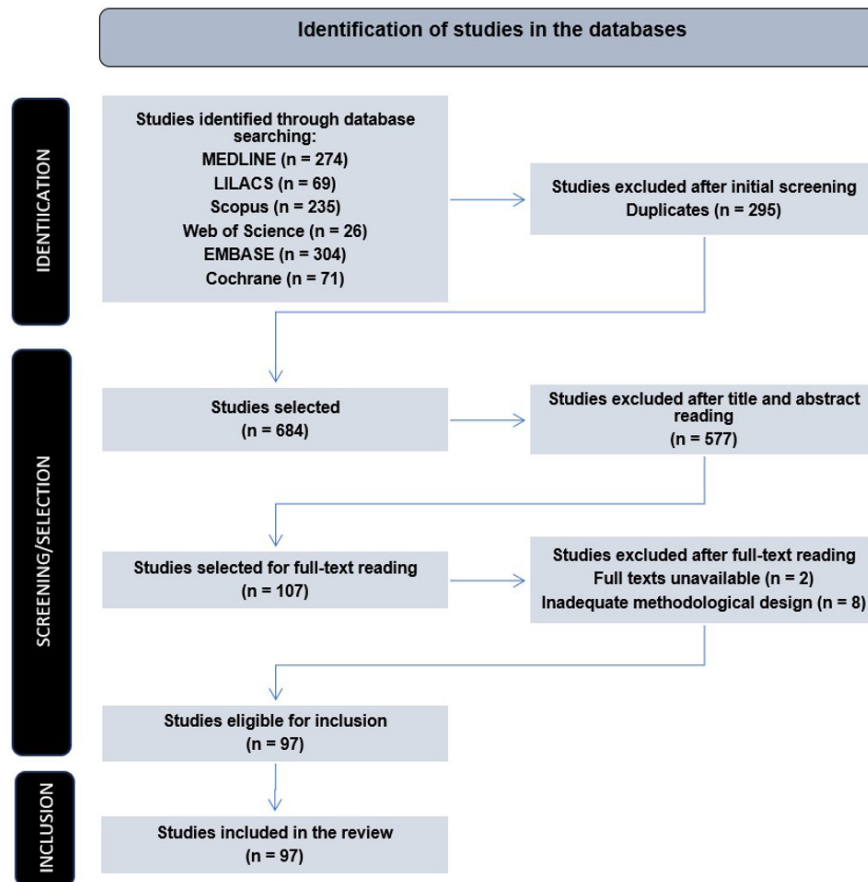 Identification of studies in the databases
IDENTIICATION
Studies identified through database
searching:
MEDLINE (n = 274)
LILACS (n = 69)
Scopus (n = 235)
Web of Science (n = 26)
EMBASE (n = 304)
Cochrane (n = 71)
Studies excluded after initial screening
Duplicates (n = 295)
SCREENING/SELECTION
Studies selected
(n = 684)
Studies excluded after title and abstract
reading
(n = 577)
Studies selected for full-text reading
(n = 107)
Studies excluded after full-text reading
Full texts unavailable (n = 2)
Inadequate methodological design (n = 8)
Studies eligible for inclusion
(n = 97)
INCLUSION
Studies included in the review
(n = 97)